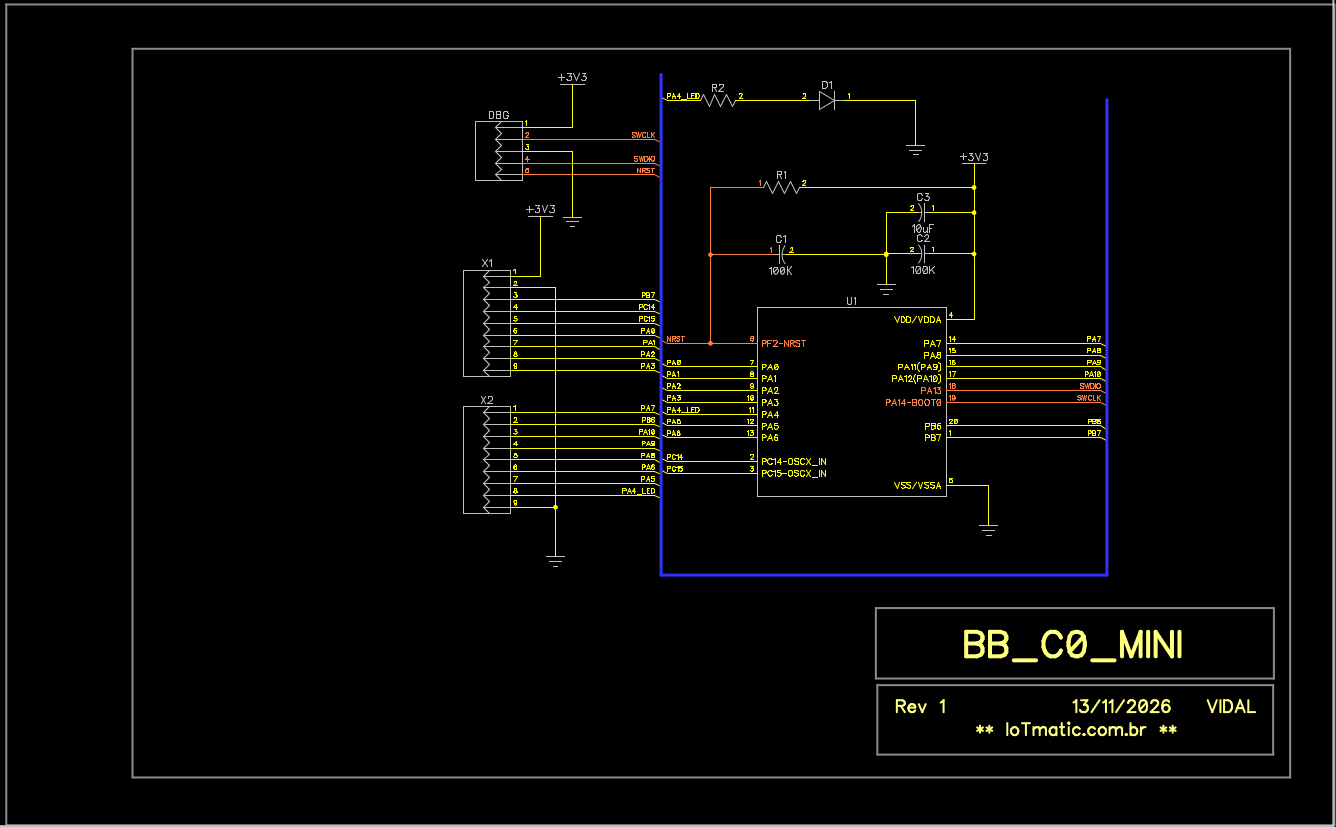 +3V3
DBG
1
2 SWCLK
3
4 SWDIO
5 NRST
+3V3
X1
1
2
3 PB7
4 PC14
5 PC15
6 PA0
7 PA1
8 PA2
9 PA3
X2
1 PA7
2 PB6
3 PA10
4 PA9
5 PA8
6 PA6
7 PA5
8 PA4_LED
9
PA4_LED R2 2 2 D1 1
+3V3
1 R1 2
C3
2 1
10uF
C1
1 2
100K
C2
2 1
100K
U1
VDD/VDDA 4
NRST 6 PF2-NRST
PA0 7 PA0
PA1 8 PA1
PA2 9 PA2
PA3 10 PA3
PA4_LED 11 PA4
PA5 12 PA5
PA6 13 PA6
PC14 2 PC14-OSCX_IN
PC15 3 PC15-OSCX_IN
PA7 14 PA7
PA8 15 PA8
PA11(PA9) 16 PA9
PA12(PA10) 17 PA10
PA13 18 SWDIO
PA14-BOOT0 19 SWCLK
PB6 20 PB6
PB7 1 PB7
VSS/VSSA 5
BB_C0_MINI
Rev 1 13/11/2026 VIDAL
** IoTmatic.com.br **